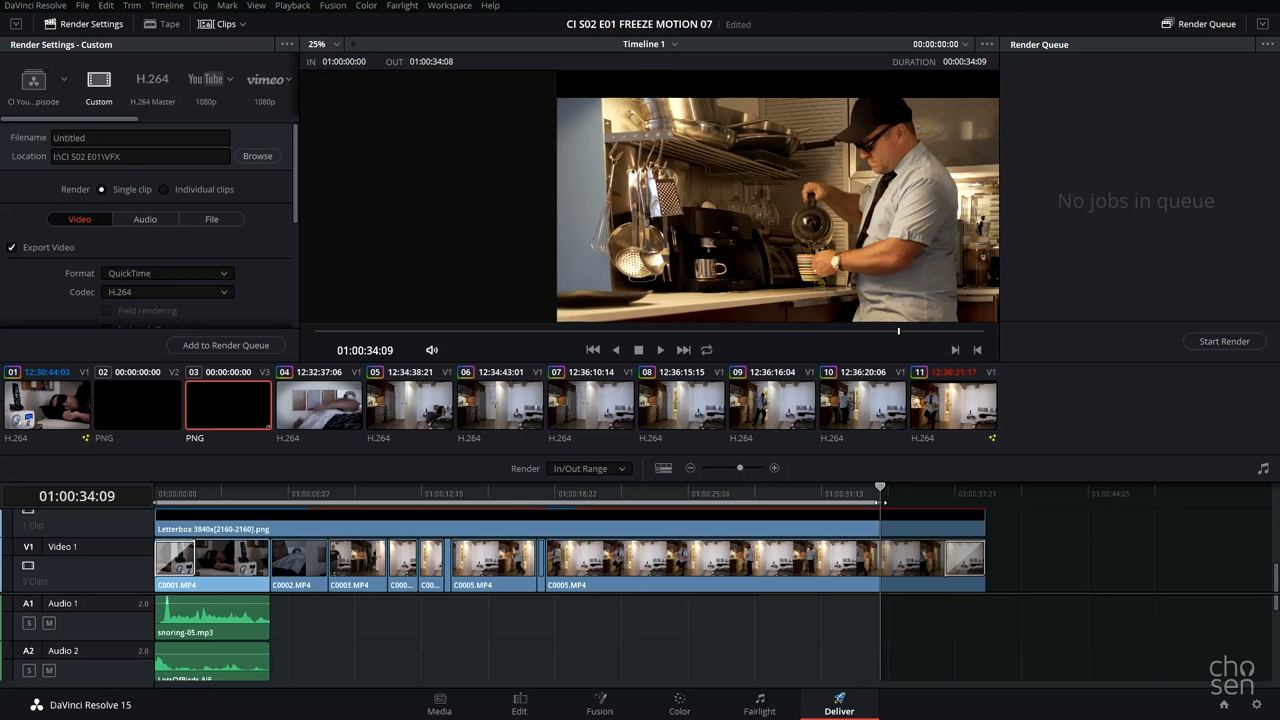 DaVinci Resolve File Edit Trim Timeline Clip Mark View Playback Fusion Color Fairlight Workspace Help
Render Settings Tape Clips CI S02 E01 FREEZE MOTION 07 Edited Render Queue
Render Settings - Custom 25% Timeline 1 00:00:00:00 Render Queue
IN 01:00:00:00 OUT 01:00:34:08 DURATION 00:00:34:09
H.264 YouTube vimeo
CI You...pisode Custom H.264 Master 1080p 1080p
Filename Untitled
Location I:\CI S02 E01\VFX Browse
Render Single clip Individual clips
Video Audio File
Export Video
Format QuickTime
Codec H.264
Field rendering
No jobs in queue
Add to Render Queue
01:00:34:09
Start Render
01 12:30:44:03 V1 02 00:00:00:00 V2 03 00:00:00:00 V3 04 12:32:37:06 V1 05 12:34:38:21 V1 06 12:34:43:01 V1 07 12:36:10:14 V1 08 12:36:15:15 V1 09 12:36:16:04 V1 10 12:36:20:06 V1 11 12:36:21:17 V1
H.264 PNG PNG H.264 H.264 H.264 H.264 H.264 H.264 H.264 H.264
Render In/Out Range
01:00:34:09 01:00:00:00 01:00:06:07 01:00:12:15 01:00:18:22 01:00:25:06 01:00:31:13 01:00:37:21 01:00:44:05
1 Clip
Letterbox 3840x[2160-2160].png
V1 Video 1
9 Clips
C0001.MP4 C0002.MP4 C0003.MP4 C000... C00... C0005.MP4 C0005.MP4
A1 Audio 1 2.0
S M
snoring-05.mp3
A2 Audio 2 2.0
S M
LotsOfBirds.AIF
chosen
DaVinci Resolve 15 Media Edit Fusion Color Fairlight Deliver